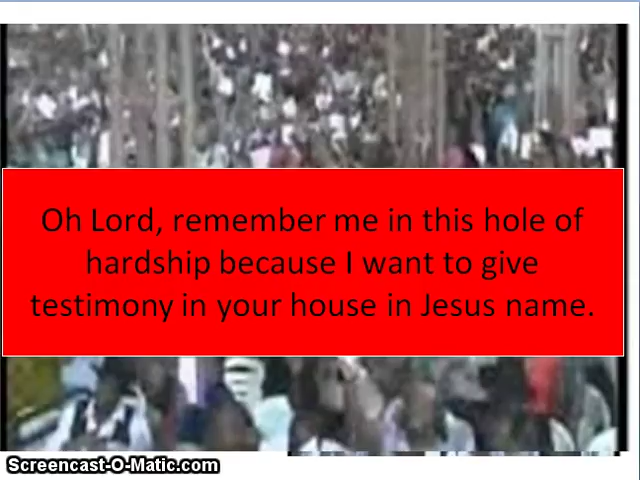 Oh Lord, remember me in this hole of
hardship because I want to give
testimony in your house in Jesus name.
Screencast-O-Matic.com